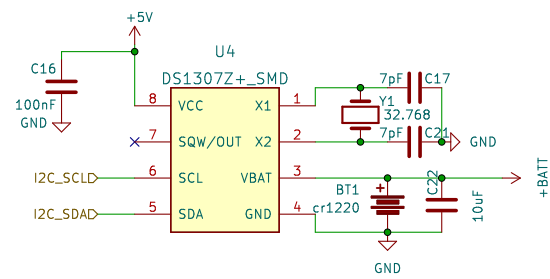 +5V
U4
DS1307Z+_SMD
C16
100nF
GND
8 VCC X1 1
7 SQW/OUT X2 2
6 SCL VBAT 3
5 SDA GND 4
I2C_SCL
I2C_SDA
7pF C17
Y1
32.768
7pF C21
GND
BT1
+
cr1220
C22
10uF
+BATT
GND